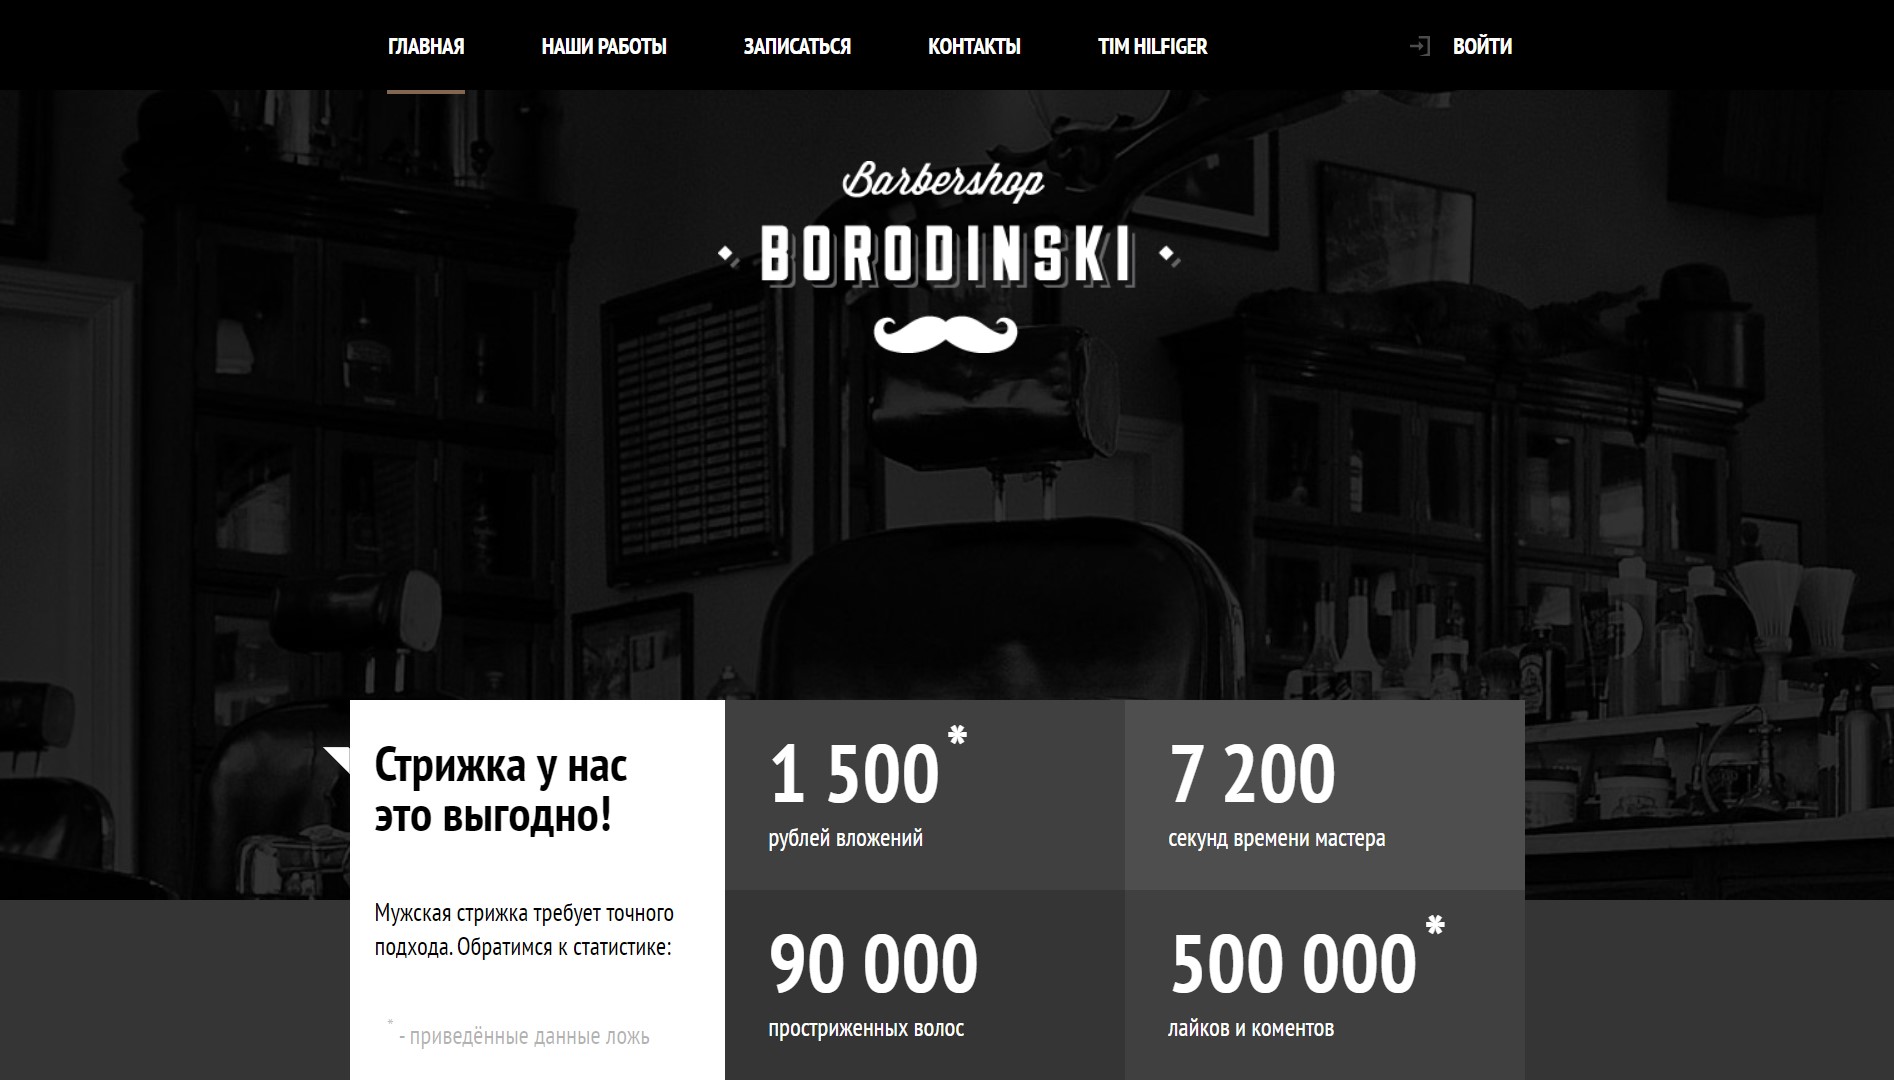 ГЛАВНАЯ НАШИ РАБОТЫ ЗАПИСАТЬСЯ КОНТАКТЫ TIM HILFIGER ВОЙТИ
Barbershop
BORODINSKI
Стрижка у нас
это выгодно!
Мужская стрижка требует точного
подхода. Обратимся к статистике:
* - приведённые данные ложь
1 500*
рублей вложений
7 200
секунд времени мастера
90 000
простриженных волос
500 000*
лайков и коментов